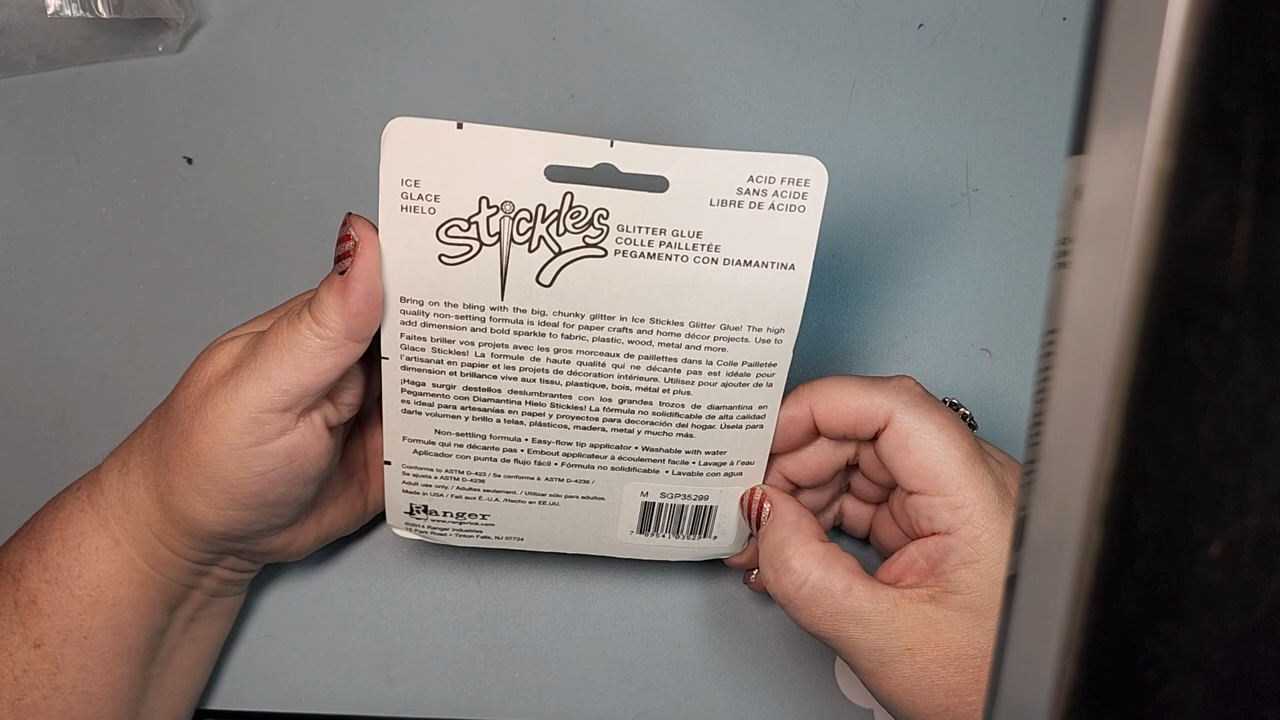 ICE
GLACE
HIELO
Stickles
ACID FREE
SANS ACIDE
LIBRE DE ÁCIDO
GLITTER GLUE
COLLE PAILLETÉE
PEGAMENTO CON DIAMANTINA
Bring on the bling with the big, chunky glitter in Ice Stickles Glitter Glue! The high
quality non-setting formula is ideal for paper crafts and home décor projects. Use to
add dimension and bold sparkle to fabric, plastic, wood, metal and more.
Faites briller vos projets avec les gros morceaux de paillettes dans la Colle Pailletée
Glace Stickles! La formule de haute qualité qui ne décante pas est idéale pour
l'artisanat en papier et les projets de décoration intérieure. Utilisez pour ajouter de la
dimension et brillance vive aux tissu, plastique, bois, métal et plus.
¡Haga surgir destellos deslumbrantes con los grandes trozos de diamantina en
Pegamento con Diamantina Hielo Stickles! La fórmula no solidificable de alta calidad
es ideal para artesanías en papel y proyectos para decoración del hogar. Úsela para
darle volumen y brillo a telas, plásticos, madera, metal y mucho más.
Non-settling formula • Easy-flow tip applicator • Washable with water
Formule qui ne décante pas • Embout applicateur à écoulement facile • Lavage à l'eau
Aplicador con punta de flujo fácil • Fórmula no solidificable • Lavable con agua
Conforms to ASTM D-423 / Se conforme à ASTM D-4236 /
Se ajusta a ASTM D-4236
Adult use only. / Adultes seulement. / Utilizar sólo para adultos.
Made in USA / Fait aux É.-U.A. /Hecho en EE.UU.
Ranger
www.rangerink.com
©2014 Ranger Industries
15 Park Road • Tinton Falls, NJ 07724
M SGP35299